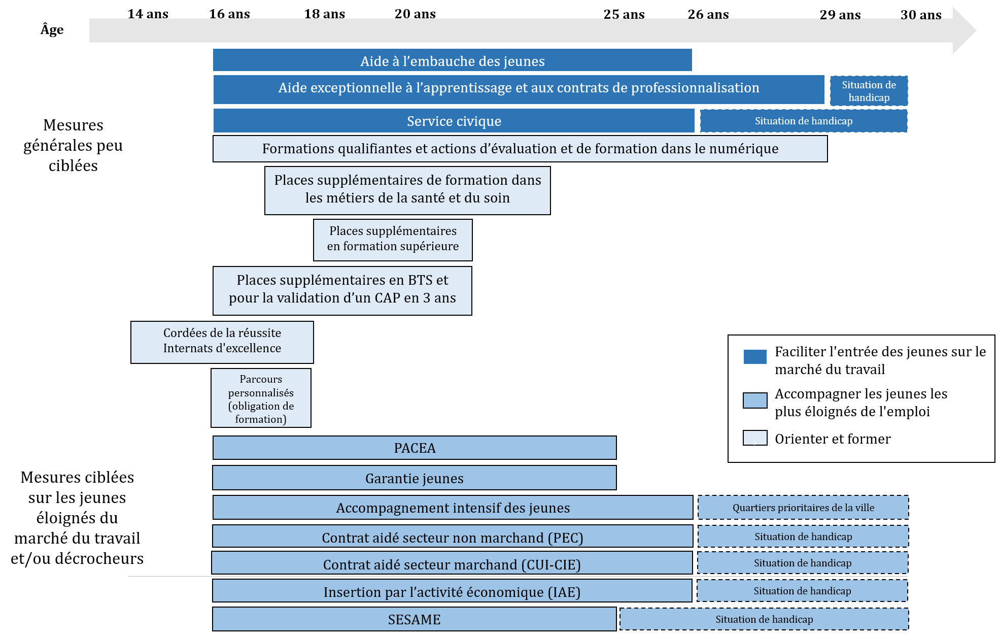 14 ans
16 ans
18 ans
20 ans
25 ans
26 ans
29 ans
30 ans
Âge
Aide à l’embauche des jeunes
Aide exceptionnelle à l’apprentissage et aux contrats de professionnalisation
Situation de
handicap
Service civique
Situation de handicap
Mesures
générales peu
ciblées
Formations qualifiantes et actions d’évaluation et de formation dans le numérique
Places supplémentaires de formation dans
les métiers de la santé et du soin
Places supplémentaires
en formation supérieure
Places supplémentaires en BTS et
pour la validation d’un CAP en 3 ans
Cordées de la réussite
Internats d'excellence
Parcours
personnalisés
(obligation de
formation)
Faciliter l'entrée des jeunes sur le
marché du travail
Accompagner les jeunes les
plus éloignés de l'emploi
Orienter et former
Mesures ciblées
sur les jeunes
éloignés du
marché du travail
et/ou décrocheurs
PACEA
Garantie jeunes
Accompagnement intensif des jeunes
Quartiers prioritaires de la ville
Contrat aidé secteur non marchand (PEC)
Situation de handicap
Contrat aidé secteur marchand (CUI-CIE)
Situation de handicap
Insertion par l’activité économique (IAE)
Situation de handicap
SESAME
Situation de handicap